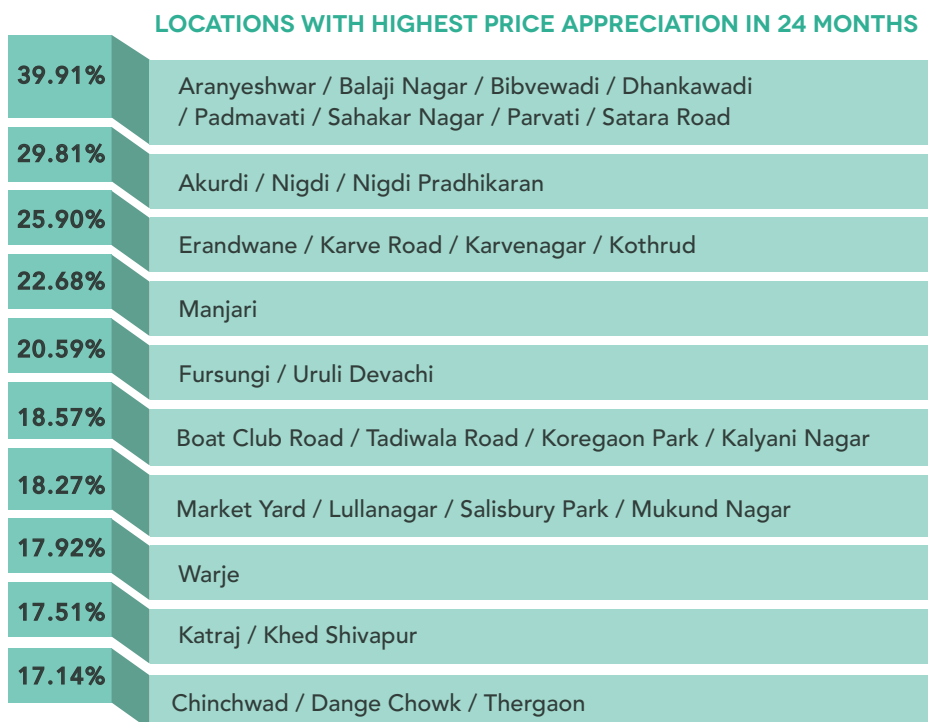 LOCATIONS WITH HIGHEST PRICE APPRECIATION IN 24 MONTHS
39.91%
Aranyeshwar / Balaji Nagar / Bibvewadi / Dhankawadi
/ Padmavati / Sahakar Nagar / Parvati / Satara Road
29.81%
Akurdi / Nigdi / Nigdi Pradhikaran
25.90%
Erandwane / Karve Road / Karvenagar / Kothrud
22.68%
Manjari
20.59%
Fursungi / Uruli Devachi
18.57%
Boat Club Road / Tadiwala Road / Koregaon Park / Kalyani Nagar
18.27%
Market Yard / Lullanagar / Salisbury Park / Mukund Nagar
17.92%
Warje
17.51%
Katraj / Khed Shivapur
17.14%
Chinchwad / Dange Chowk / Thergaon